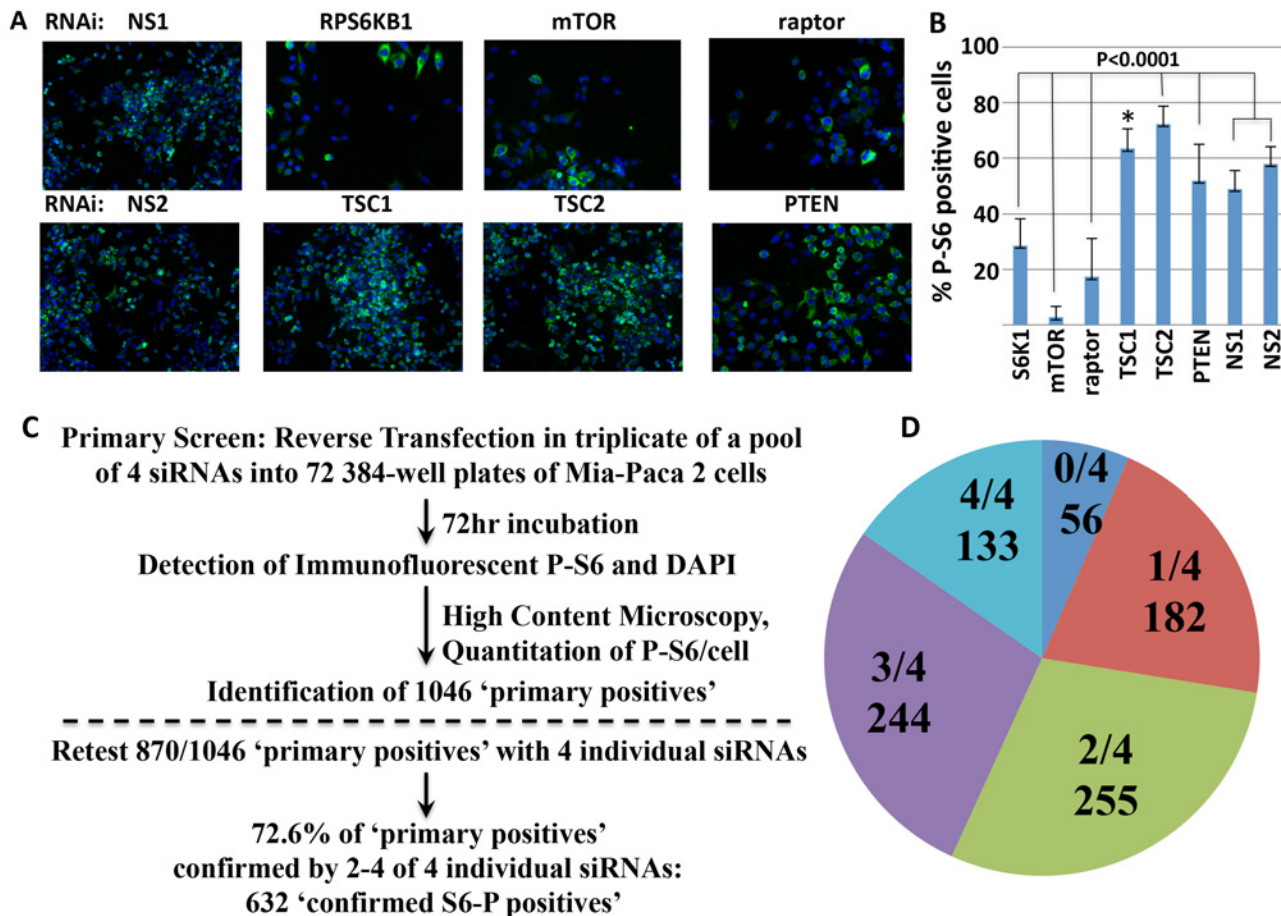 A
RNAi: NS1
RPS6KB1
mTOR
raptor
RNAi: NS2
TSC1
TSC2
PTEN
B
100
80
60
40
20
% P-S6 positive cells
P<0.0001
*
S6K1
mTOR
raptor
TSC1
TSC2
PTEN
NS1
NS2
C
Primary Screen: Reverse Transfection in triplicate of a pool
of 4 siRNAs into 72 384-well plates of Mia-Paca 2 cells
72hr incubation
Detection of Immunofluorescent P-S6 and DAPI
High Content Microscopy,
Quantitation of P-S6/cell
Identification of 1046 ‘primary positives’
Retest 870/1046 ‘primary positives’ with 4 individual siRNAs
72.6% of ‘primary positives’
confirmed by 2-4 of 4 individual siRNAs:
632 ‘confirmed S6-P positives’
D
0/4
56
1/4
182
2/4
255
3/4
244
4/4
133